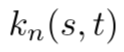 k_n(s, t)